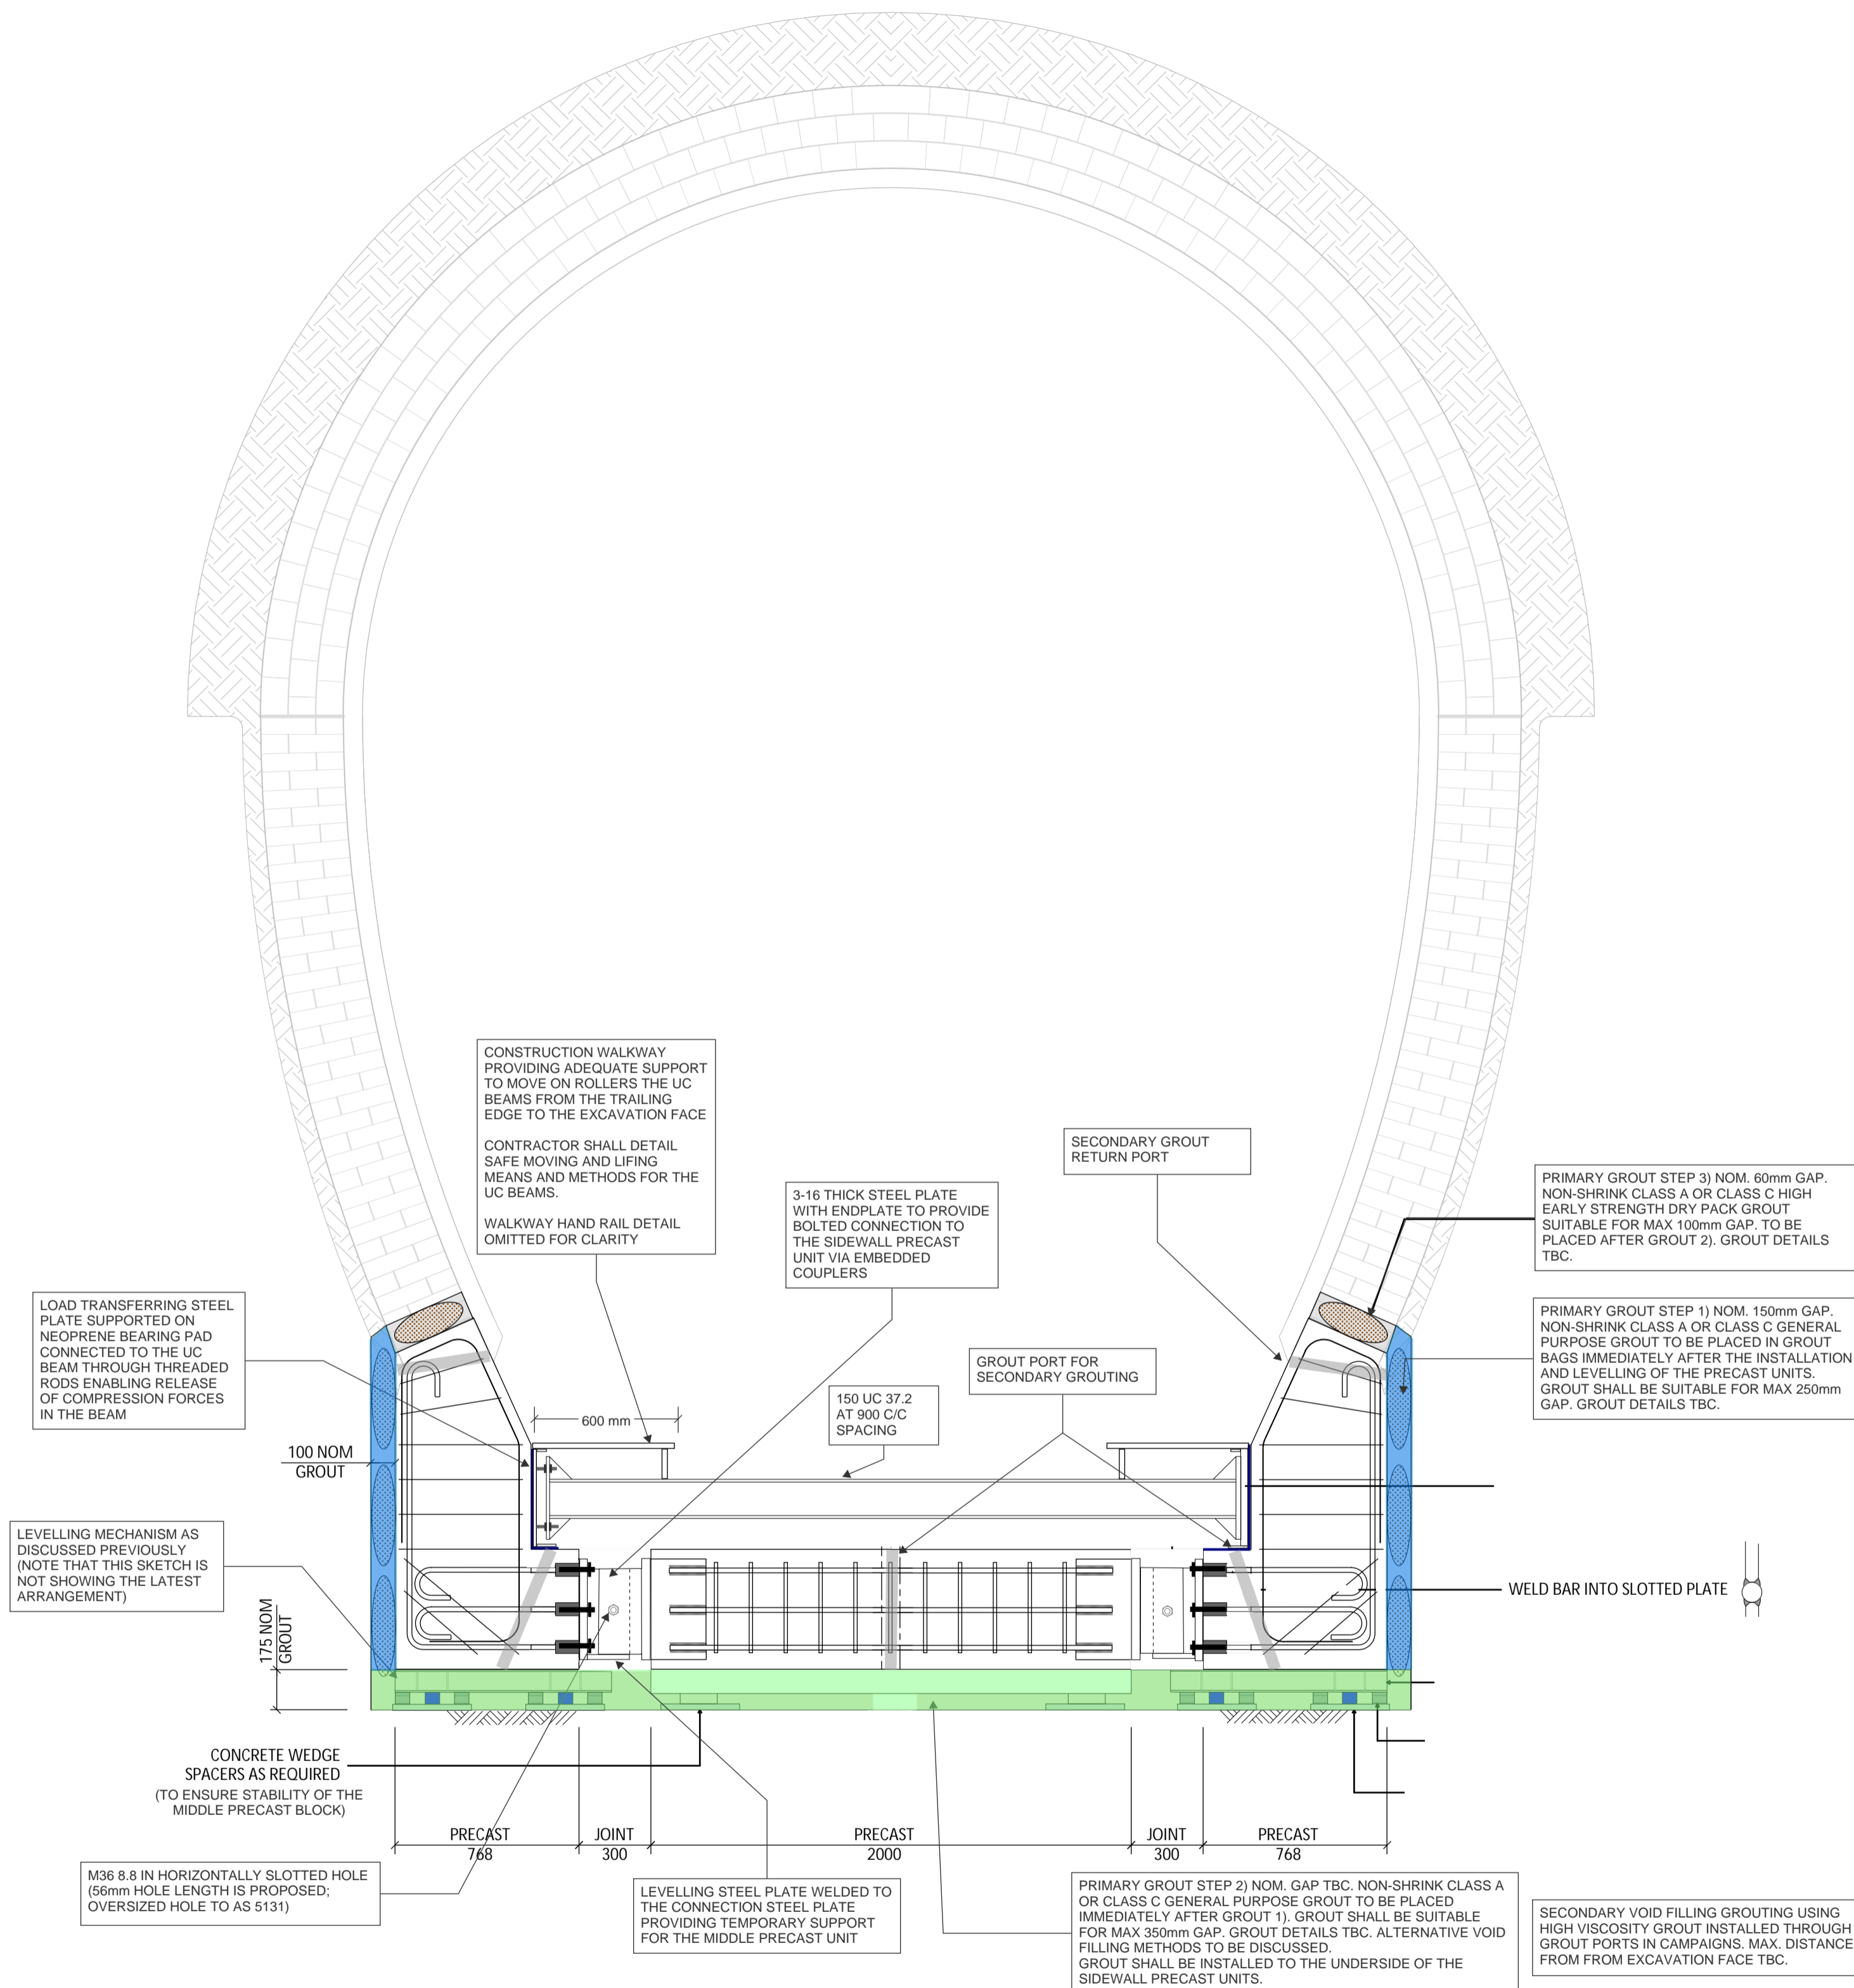 CONSTRUCTION WALKWAY
PROVIDING ADEQUATE SUPPORT
TO MOVE ON ROLLERS THE UC
BEAMS FROM THE TRAILING
EDGE TO THE EXCAVATION FACE
CONTRACTOR SHALL DETAIL
SAFE MOVING AND LIFING
MEANS AND METHODS FOR THE
UC BEAMS.
WALKWAY HAND RAIL DETAIL
OMITTED FOR CLARITY
SECONDARY GROUT
RETURN PORT
PRIMARY GROUT STEP 3) NOM. 60mm GAP.
NON-SHRINK CLASS A OR CLASS C HIGH
EARLY STRENGTH DRY PACK GROUT
SUITABLE FOR MAX 100mm GAP. TO BE
PLACED AFTER GROUT 2). GROUT DETAILS
TBC.
3-16 THICK STEEL PLATE
WITH ENDPLATE TO PROVIDE
BOLTED CONNECTION TO
THE SIDEWALL PRECAST
UNIT VIA EMBEDDED
COUPLERS
LOAD TRANSFERRING STEEL
PLATE SUPPORTED ON
NEOPRENE BEARING PAD
CONNECTED TO THE UC
BEAM THROUGH THREADED
RODS ENABLING RELEASE
OF COMPRESSION FORCES
IN THE BEAM
PRIMARY GROUT STEP 1) NOM. 150mm GAP.
NON-SHRINK CLASS A OR CLASS C GENERAL
PURPOSE GROUT TO BE PLACED IN GROUT
BAGS IMMEDIATELY AFTER THE INSTALLATION
AND LEVELLING OF THE PRECAST UNITS.
GROUT SHALL BE SUITABLE FOR MAX 250mm
GAP. GROUT DETAILS TBC.
GROUT PORT FOR
SECONDARY GROUTING
150 UC 37.2
AT 900 C/C
SPACING
600 mm
100 NOM
GROUT
LEVELLING MECHANISM AS
DISCUSSED PREVIOUSLY
(NOTE THAT THIS SKETCH IS
NOT SHOWING THE LATEST
ARRANGEMENT)
WELD BAR INTO SLOTTED PLATE
175 NOM
GROUT
CONCRETE WEDGE
SPACERS AS REQUIRED
(TO ENSURE STABILITY OF THE
MIDDLE PRECAST BLOCK)
PRECAST
768
JOINT
300
PRECAST
2000
JOINT
300
PRECAST
768
M36 8.8 IN HORIZONTALLY SLOTTED HOLE
(56mm HOLE LENGTH IS PROPOSED;
OVERSIZED HOLE TO AS 5131)
LEVELLING STEEL PLATE WELDED TO
THE CONNECTION STEEL PLATE
PROVIDING TEMPORARY SUPPORT
FOR THE MIDDLE PRECAST UNIT
PRIMARY GROUT STEP 2) NOM. GAP TBC. NON-SHRINK CLASS A
OR CLASS C GENERAL PURPOSE GROUT TO BE PLACED
IMMEDIATELY AFTER GROUT 1). GROUT SHALL BE SUITABLE
FOR MAX 350mm GAP. GROUT DETAILS TBC. ALTERNATIVE VOID
FILLING METHODS TO BE DISCUSSED.
GROUT SHALL BE INSTALLED TO THE UNDERSIDE OF THE
SIDEWALL PRECAST UNITS.
SECONDARY VOID FILLING GROUTING USING
HIGH VISCOSITY GROUT INSTALLED THROUGH
GROUT PORTS IN CAMPAIGNS. MAX. DISTANCE
FROM FROM EXCAVATION FACE TBC.